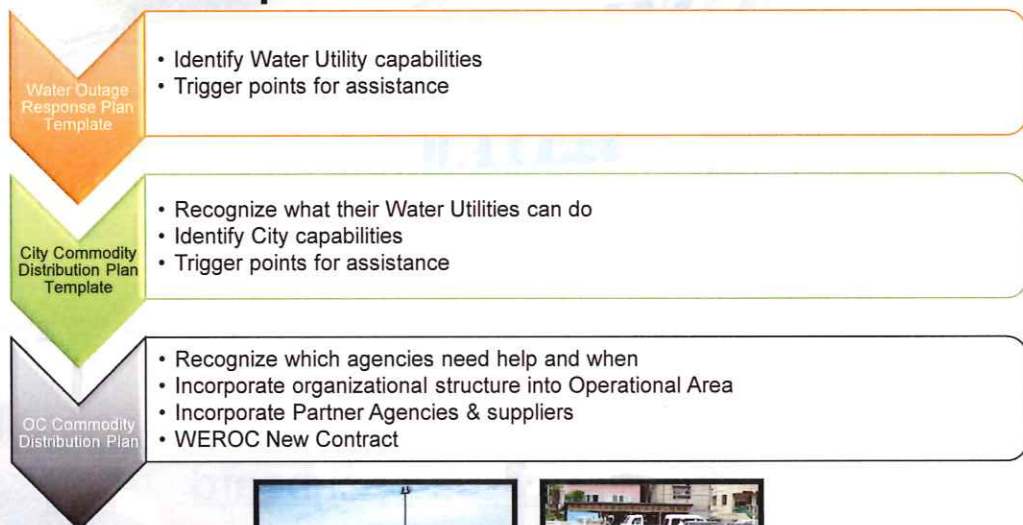 Water Outage
Response Plan
Template
• Identify Water Utility capabilities
• Trigger points for assistance
City Commodity
Distribution Plan
Template
• Recognize what their Water Utilities can do
• Identify City capabilities
• Trigger points for assistance
OC Commodity
Distribution Plan
• Recognize which agencies need help and when
• Incorporate organizational structure into Operational Area
• Incorporate Partner Agencies & suppliers
• WEROC New Contract